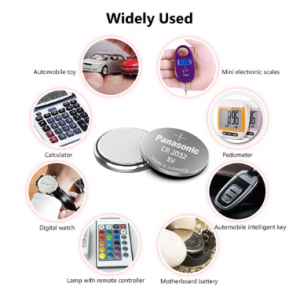 Widely Used
Automobile toy
Mini electronic scales
Panasonic
CR 2032
3V
Calculator
Pedometer
Digital watch
Automobile intelligent key
Lamp with remote controller
Motherboard battery